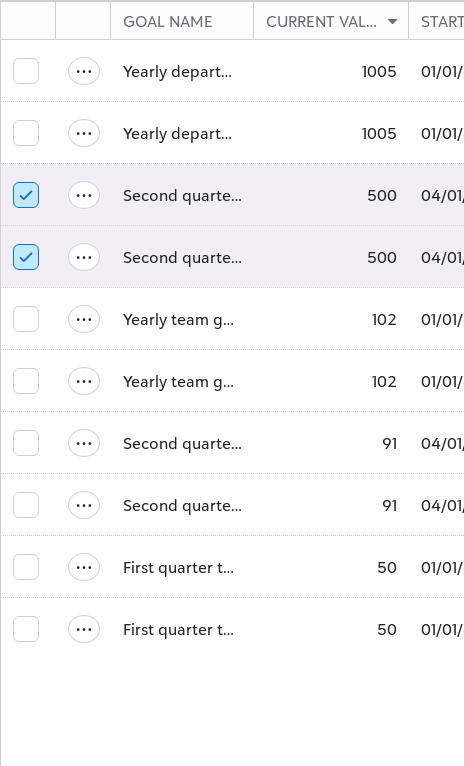 GOAL NAME CURRENT VAL... START
Yearly depart... 1005 01/01/
Yearly depart... 1005 01/01/
Second quarte... 500 04/01/
Second quarte... 500 04/01/
Yearly team g... 102 01/01/
Yearly team g... 102 01/01/
Second quarte... 91 04/01/
Second quarte... 91 04/01/
First quarter t... 50 01/01/
First quarter t... 50 01/01/